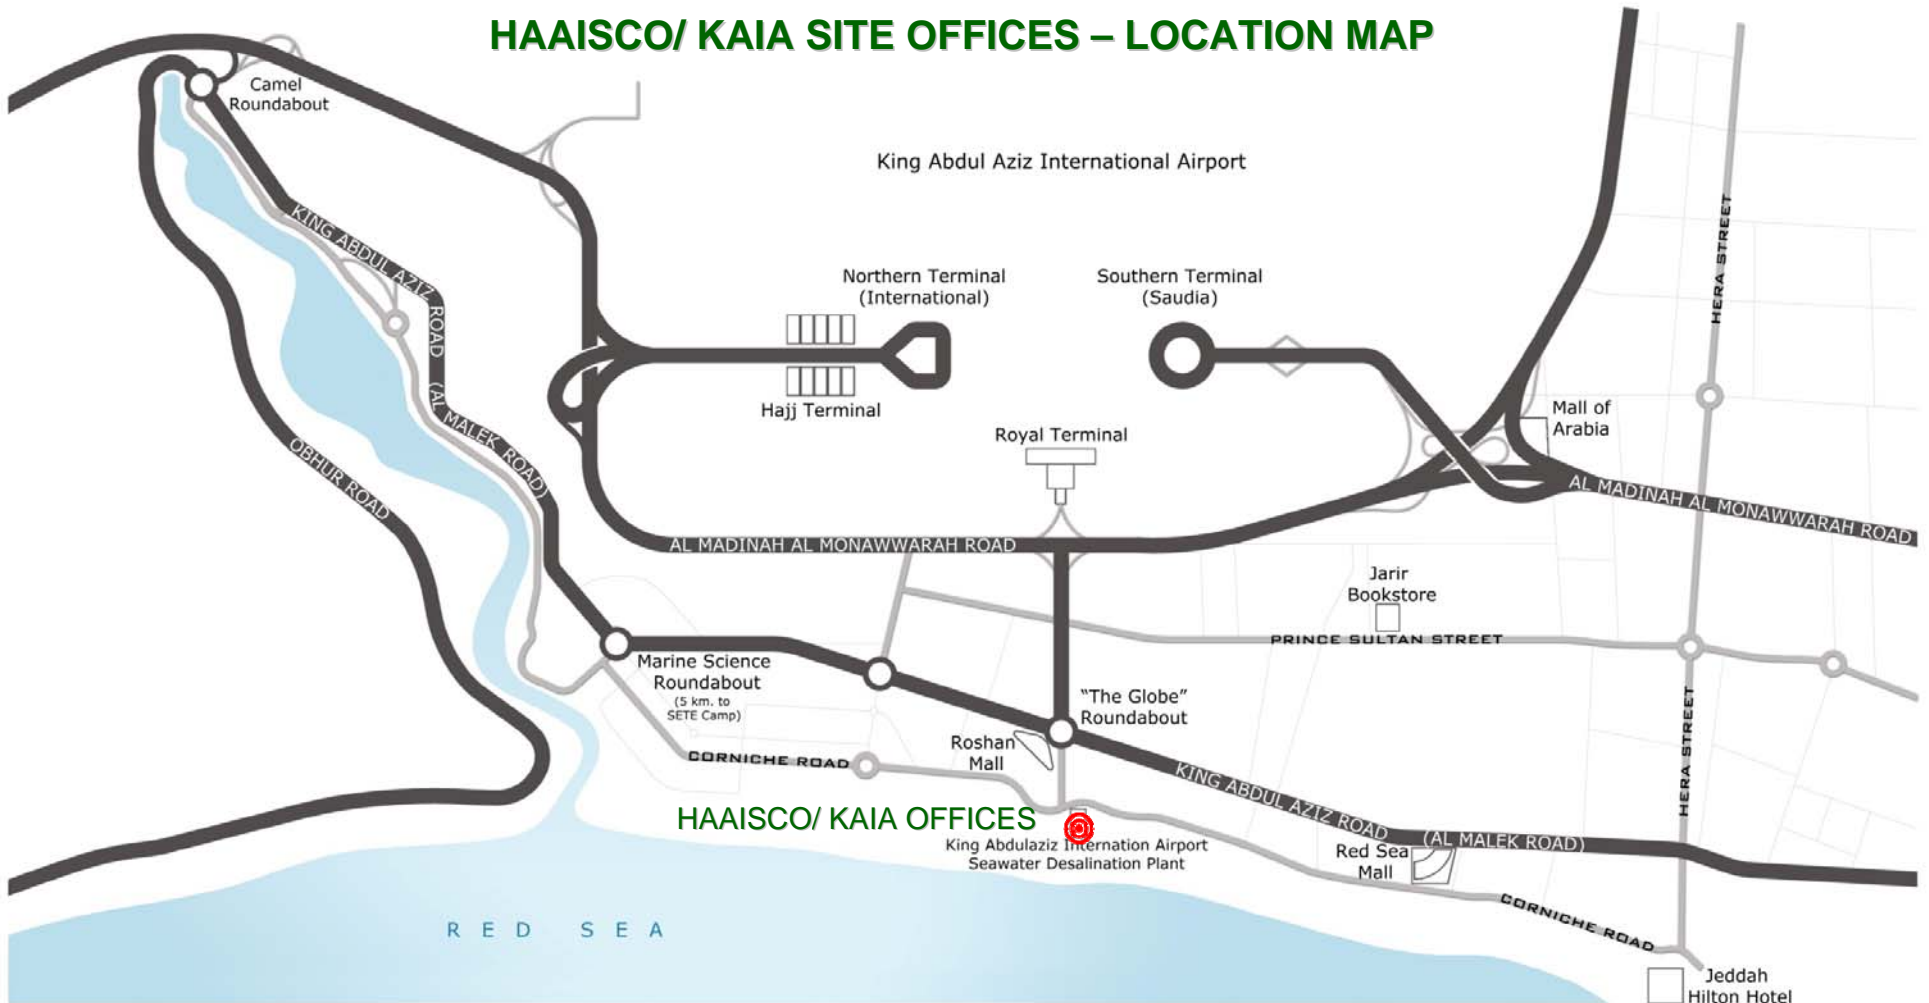 HAAISCO/ KAIA SITE OFFICES – LOCATION MAP
Camel
Roundabout
King Abdul Aziz International Airport
HERA STREET
KING ABDUL AZIZ ROAD
(AL MALEK ROAD)
Northern Terminal
(International)
Southern Terminal
(Saudia)
Hajj Terminal
Mall of
Arabia
Royal Terminal
OBHUR ROAD
AL MADINAH AL MONAWWARAH ROAD
AL MADINAH AL MONAWWARAH ROAD
Jarir
Bookstore
PRINCE SULTAN STREET
Marine Science
Roundabout
(5 km. to
SETE Camp)
"The Globe"
Roundabout
HERA STREET
Roshan
Mall
CORNICHE ROAD
KING ABDUL AZIZ ROAD
(AL MALEK ROAD)
HAAISCO/ KAIA OFFICES
King Abdulaziz Internation Airport
Seawater Desalination Plant
Red Sea
Mall
CORNICHE ROAD
RED SEA
Jeddah
Hilton Hotel